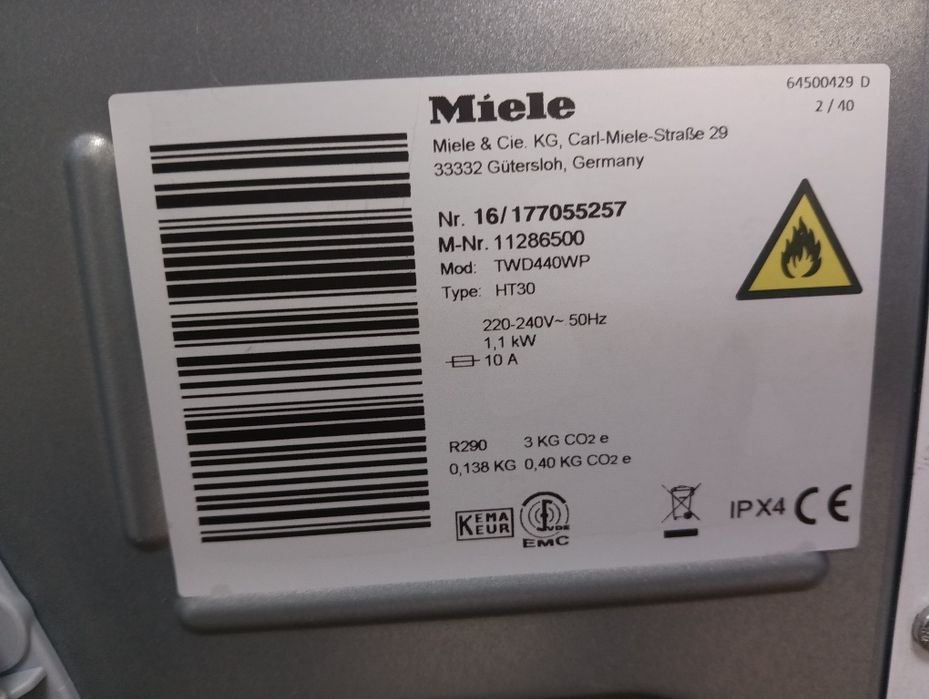 64500429 D
2 / 40
Miele
Miele & Cie. KG, Carl-Miele-Straße 29
33332 Gütersloh, Germany
Nr. 16/177055257
M-Nr. 11286500
Mod: TWD440WP
Type: HT30
220-240V~ 50Hz
1,1 kW
10 A
R290 3 KG CO2 e
0,138 KG 0,40 KG CO2 e
KEMA
KEUR
VDE
EMC
IPX4 CE